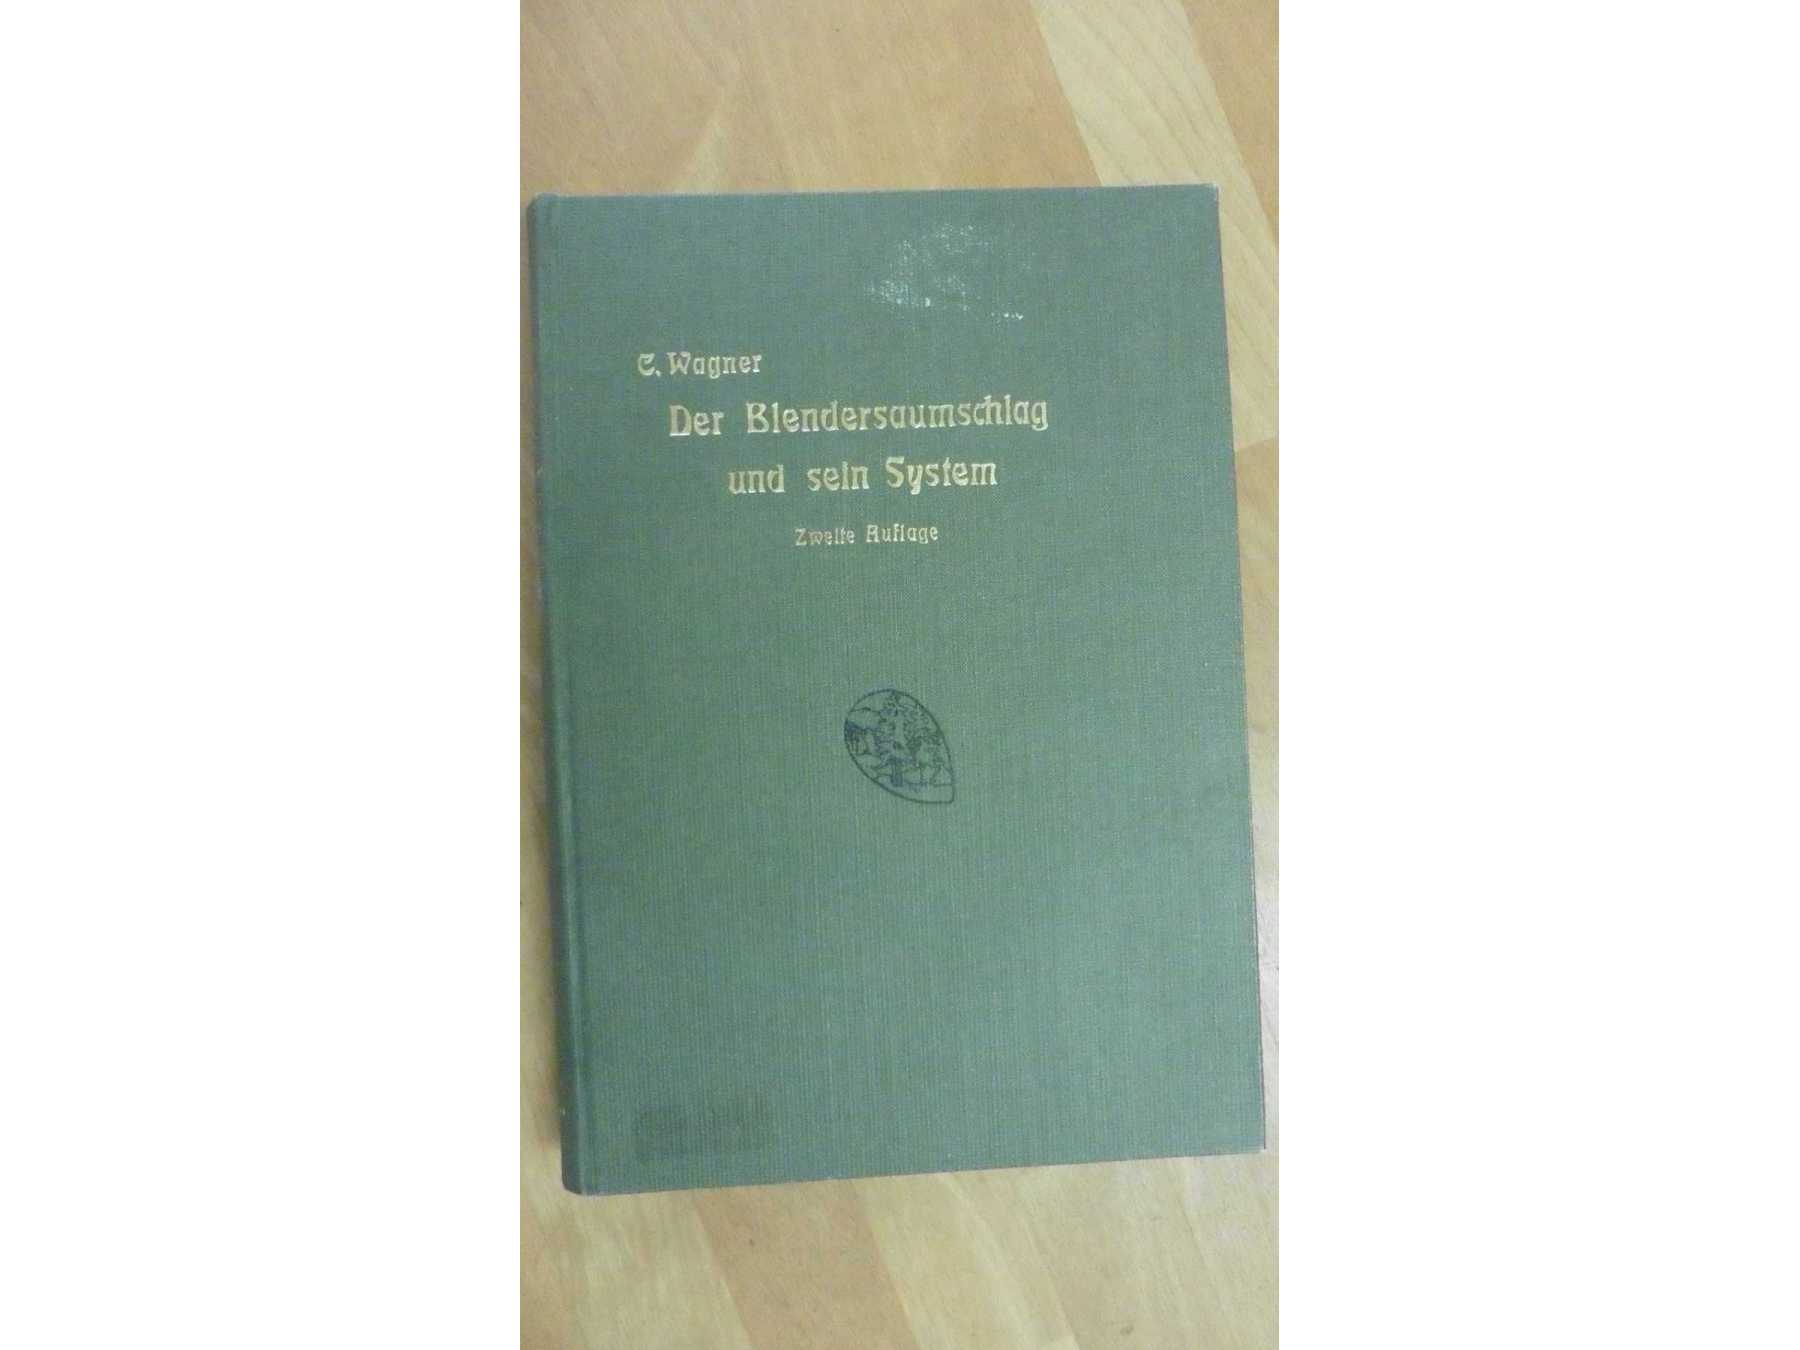 C. Wagner
Der Blendersaumschlag
und sein System
Zweite Auflage